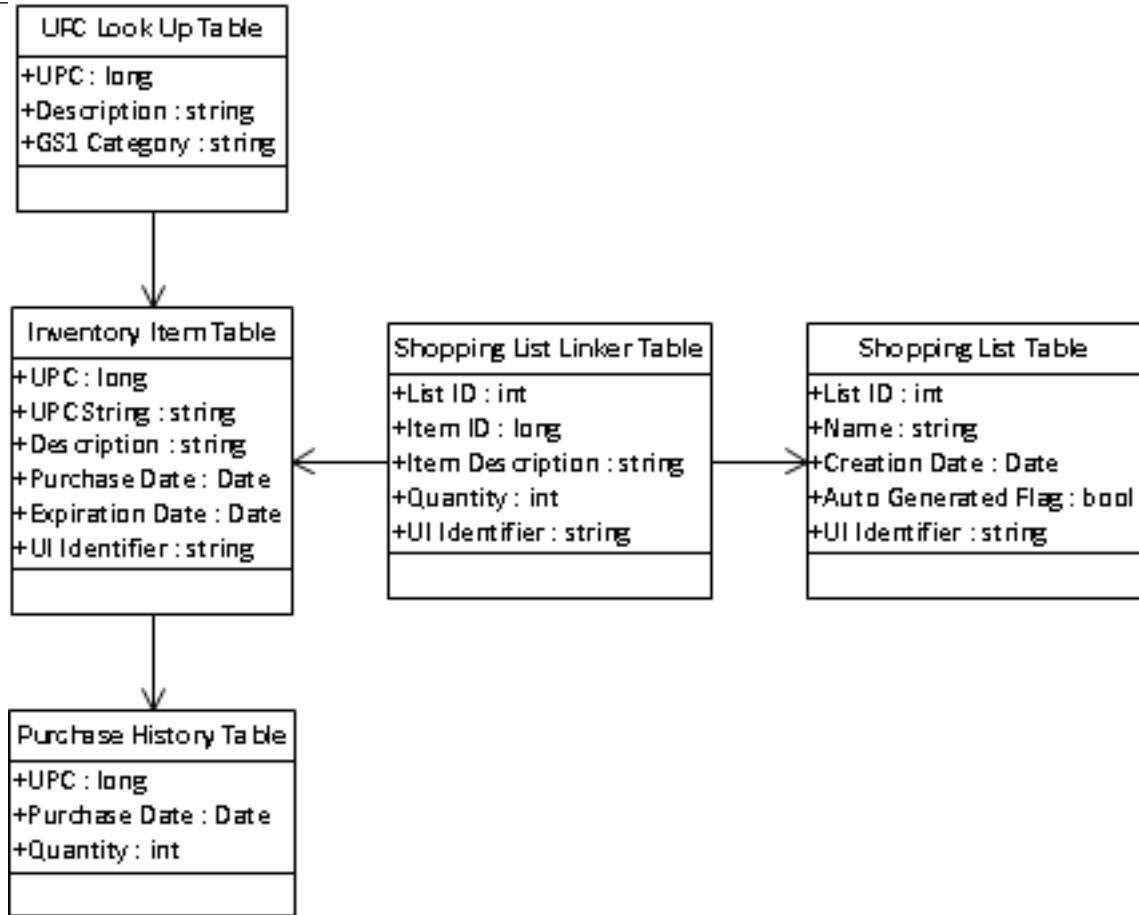 UPC Look Up Table
+UPC : long
+Description : string
+GS1 Category : string
Inventory Item Table
+UPC : long
+UPCString : string
+Description : string
+Purchase Date : Date
+Expiration Date : Date
+UI Identifier : string
Shopping List Linker Table
+List ID : int
+Item ID : long
+Item Description : string
+Quantity : int
+UI Identifier : string
Shopping List Table
+List ID : int
+Name : string
+Creation Date : Date
+Auto Generated Flag : bool
+UI Identifier : string
Purchase History Table
+UPC : long
+Purchase Date : Date
+Quantity : int